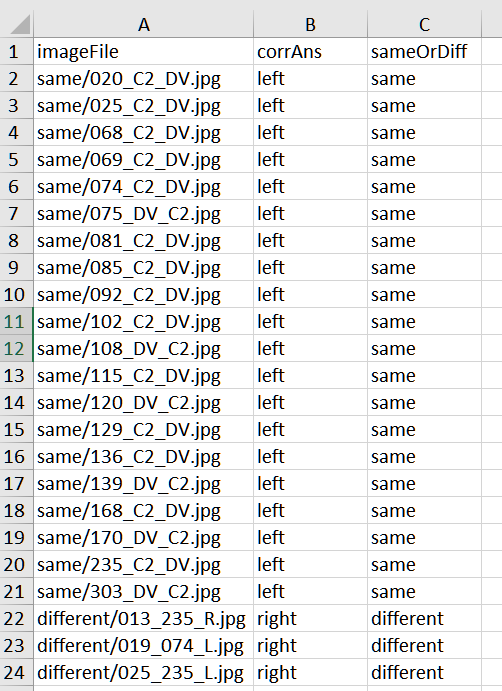 A B C
1 imageFile corrAns sameOrDiff
2 same/020_C2_DV.jpg left same
3 same/025_C2_DV.jpg left same
4 same/068_C2_DV.jpg left same
5 same/069_C2_DV.jpg left same
6 same/074_C2_DV.jpg left same
7 same/075_DV_C2.jpg left same
8 same/081_C2_DV.jpg left same
9 same/085_C2_DV.jpg left same
10 same/092_C2_DV.jpg left same
11 same/102_C2_DV.jpg left same
12 same/108_DV_C2.jpg left same
13 same/115_C2_DV.jpg left same
14 same/120_DV_C2.jpg left same
15 same/129_C2_DV.jpg left same
16 same/136_C2_DV.jpg left same
17 same/139_DV_C2.jpg left same
18 same/168_C2_DV.jpg left same
19 same/170_DV_C2.jpg left same
20 same/235_C2_DV.jpg left same
21 same/303_DV_C2.jpg left same
22 different/013_235_R.jpg right different
23 different/019_074_L.jpg right different
24 different/025_235_L.jpg right different